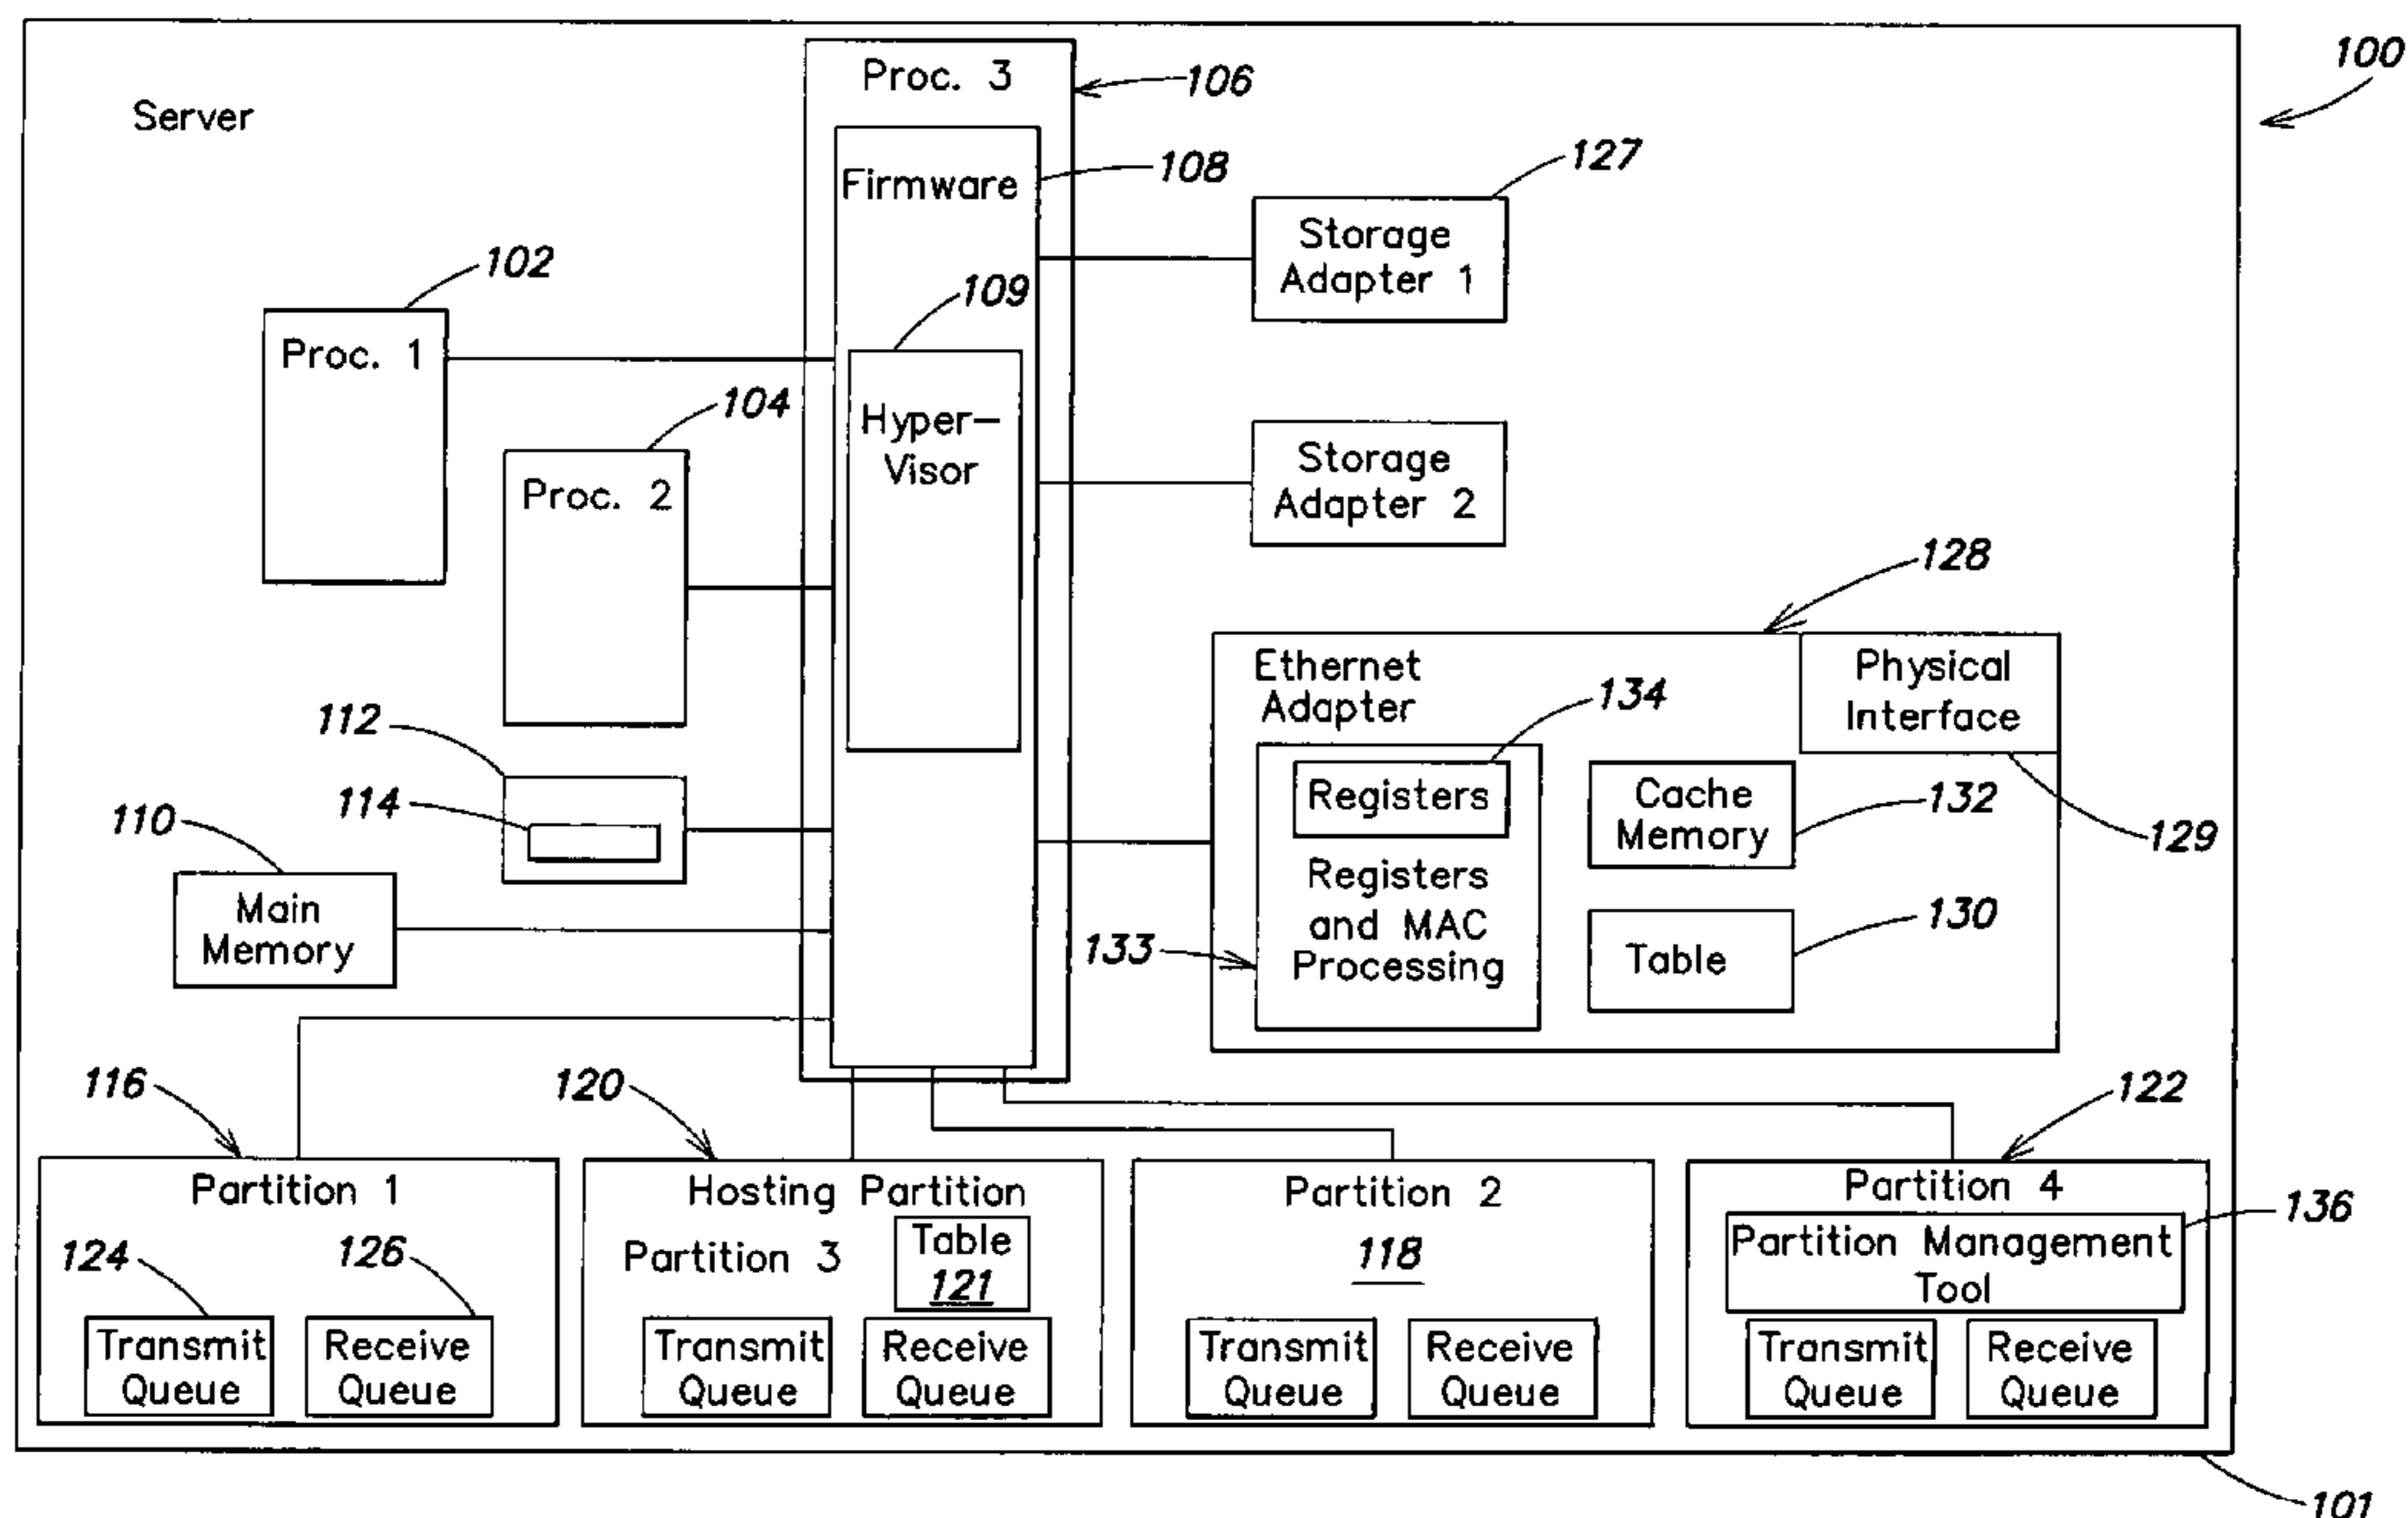 100
Server
Proc. 3
106
Firmware
108
127
Storage
Adapter 1
102
Proc. 1
109
Hyper-
Visor
104
Proc. 2
Storage
Adapter 2
128
Ethernet
Adapter
Physical
Interface
134
Registers
Registers
and MAC
Processing
133
Cache
Memory
132
129
Table
130
112
114
110
Main
Memory
116
Partition 1
124
126
Transmit
Queue
Receive
Queue
120
Hosting Partition
Partition 3
Table
121
Transmit
Queue
Receive
Queue
Partition 2
118
Transmit
Queue
Receive
Queue
122
Partition 4
136
Partition Management
Tool
Transmit
Queue
Receive
Queue
101